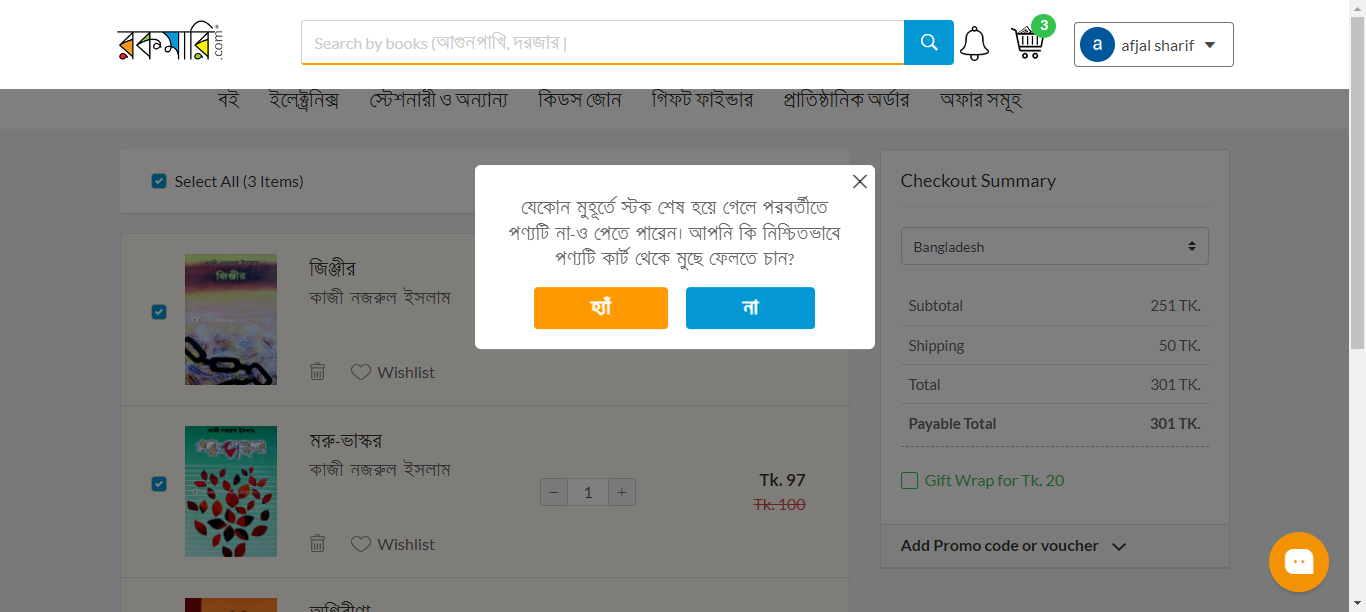 রকমারি.com
Search by books (আগুনপাখি, দরজার |
3
a afjal sharif
বই ইলেক্ট্রনিক্স স্টেশনারী ও অন্যান্য কিডস জোন গিফট ফাইন্ডার প্রাতিষ্ঠানিক অর্ডার অফার সমূহ
Select All (3 Items)
যেকোন মুহূর্তে স্টক শেষ হয়ে গেলে পরবর্তীতে
পণ্যটি না-ও পেতে পারেন। আপনি কি নিশ্চিতভাবে
পণ্যটি কার্ট থেকে মুছে ফেলতে চান?
হ্যাঁ না
জিঞ্জীর
জিঞ্জীর
কাজী নজরুল ইসলাম
Wishlist
কাজী নজরুল ইসলাম
মরু-ভাস্কর
কাজী নজরুল ইসলাম
− 1 +
Tk. 97
Tk. 100
Wishlist
অগ্নিবীণা
Checkout Summary
Bangladesh
Subtotal 251 TK.
Shipping 50 TK.
Total 301 TK.
Payable Total 301 TK.
Gift Wrap for Tk. 20
Add Promo code or voucher